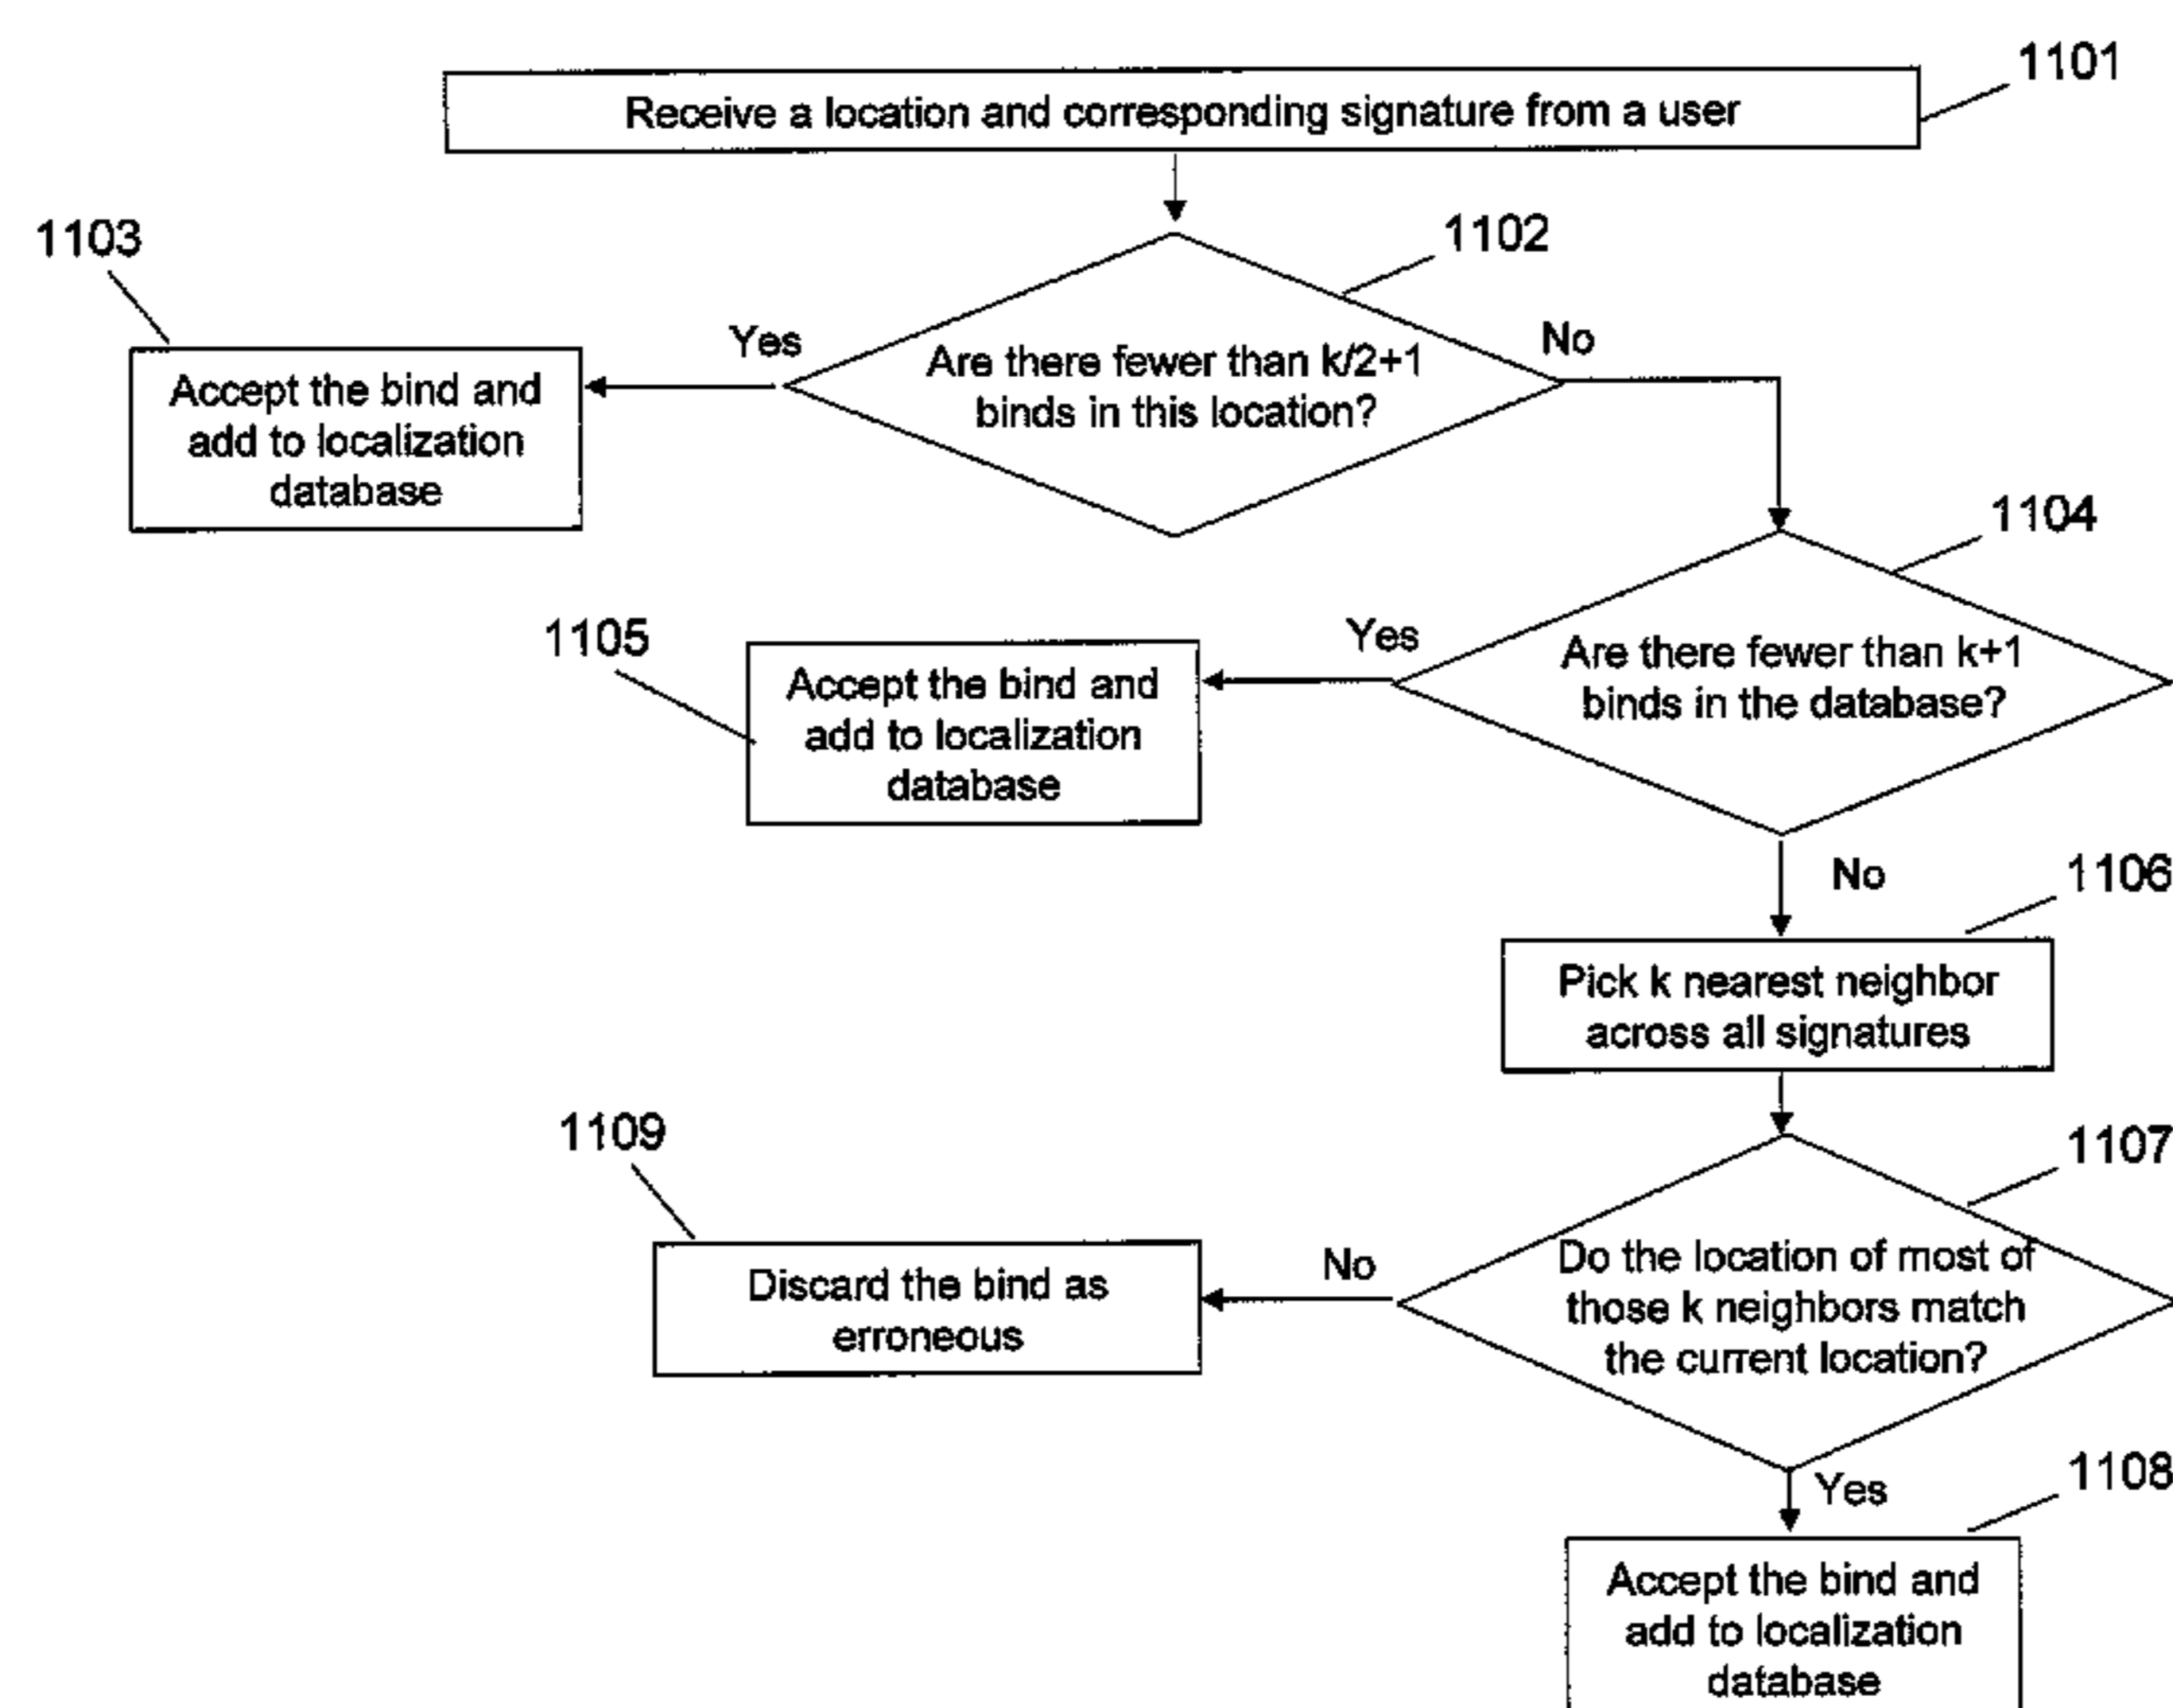 1101
Receive a location and corresponding signature from a user
1103
1102
Yes
No
Are there fewer than k/2+1
binds in this location?
Accept the bind and
add to localization
database
1104
1105
Yes
Are there fewer than k+1
binds in the database?
Accept the bind and
add to localization
database
No
1106
Pick k nearest neighbor
across all signatures
1109
1107
No
Do the location of most of
those k neighbors match
the current location?
Discard the bind as
erroneous
1108
Yes
Accept the bind and
add to localization
database